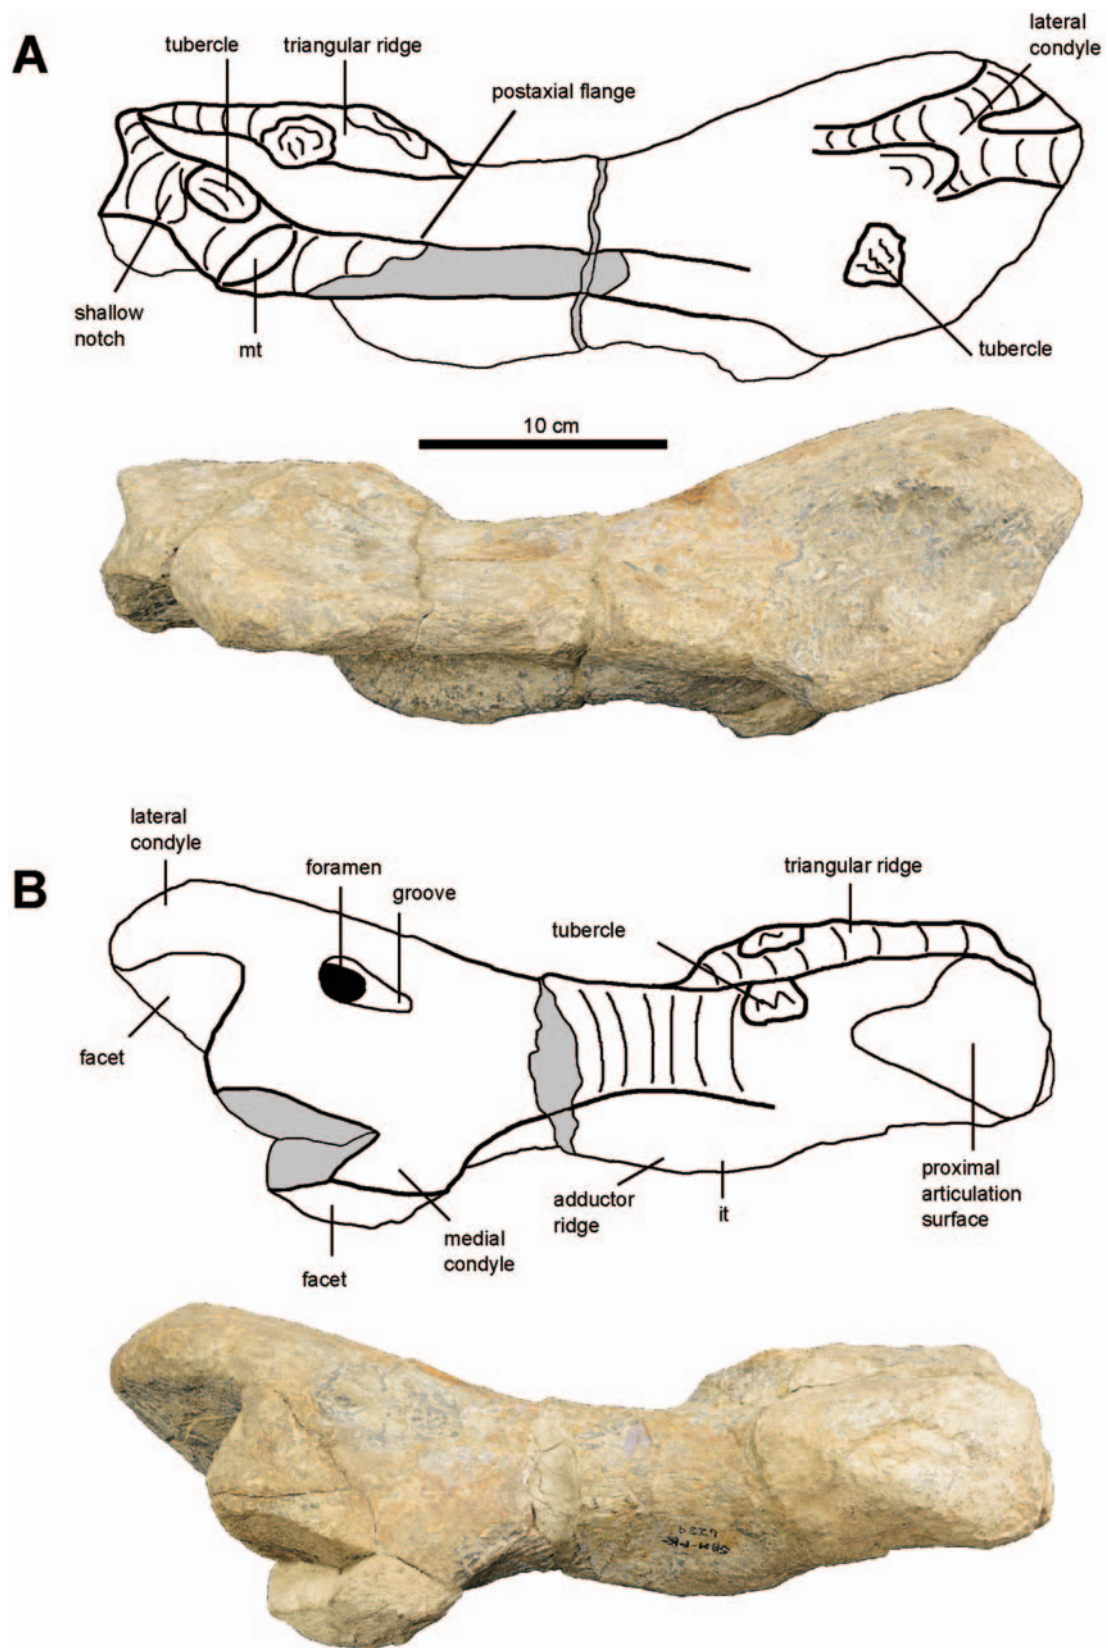 A
tubercle
triangular ridge
lateral
condyle
postaxial flange
shallow
notch
mt
tubercle
10 cm
B
lateral
condyle
foramen
groove
triangular ridge
tubercle
facet
facet
medial
condyle
adductor
ridge
it
proximal
articulation
surface